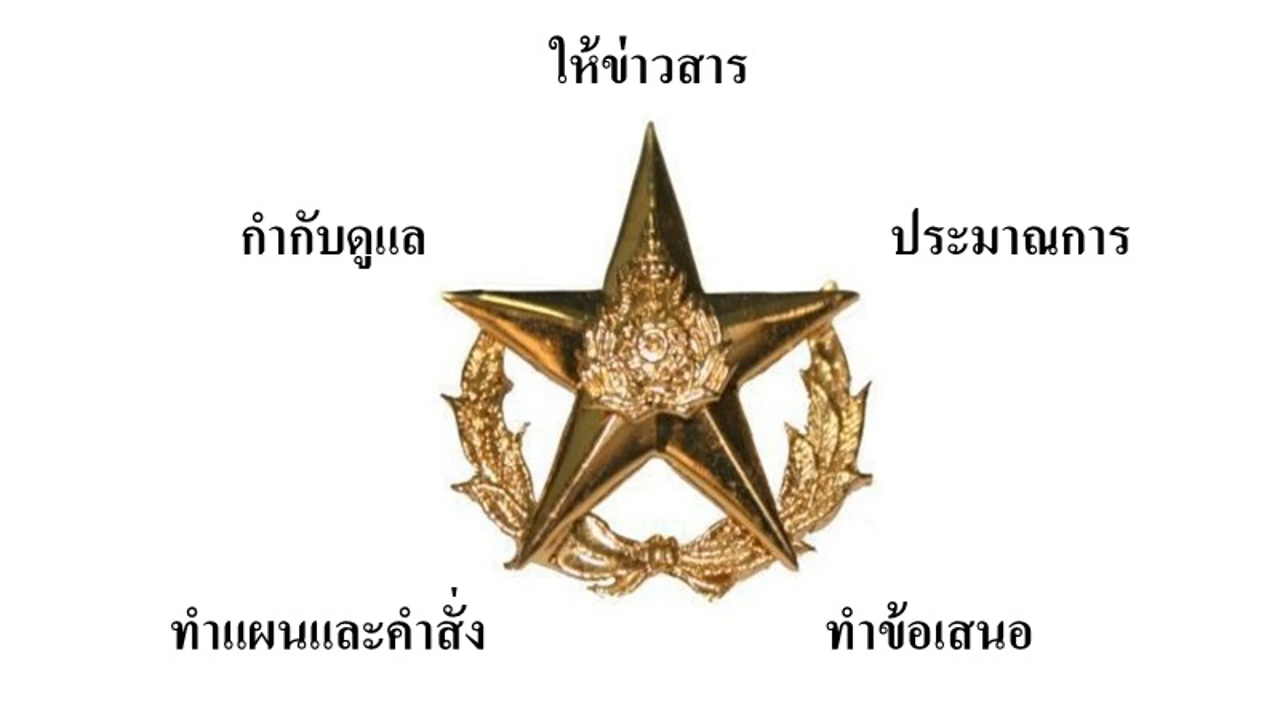 ให้ข่าวสาร
กำกับดูแล
ประมาณการ
ทำแผนและคำสั่ง
ทำข้อเสนอ